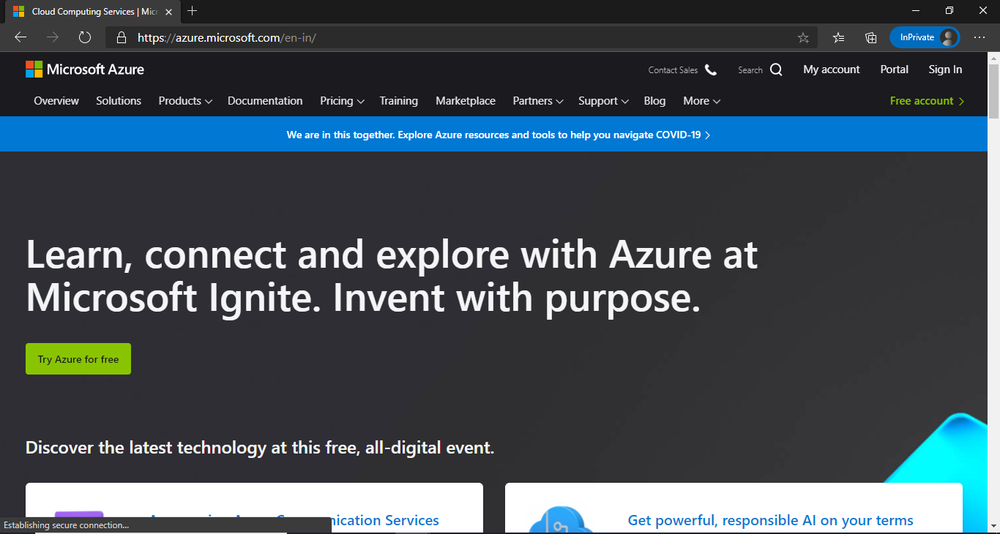 Cloud Computing Services | Micr
https://azure.microsoft.com/en-in/
InPrivate
Microsoft Azure
Contact Sales
Search
My account
Portal
Sign In
Overview
Solutions
Products
Documentation
Pricing
Training
Marketplace
Partners
Support
Blog
More
Free account
We are in this together. Explore Azure resources and tools to help you navigate COVID-19
Learn, connect and explore with Azure at
Microsoft Ignite. Invent with purpose.
Try Azure for free
Discover the latest technology at this free, all-digital event.
Services
Get powerful, responsible AI on your terms
Establishing secure connection...